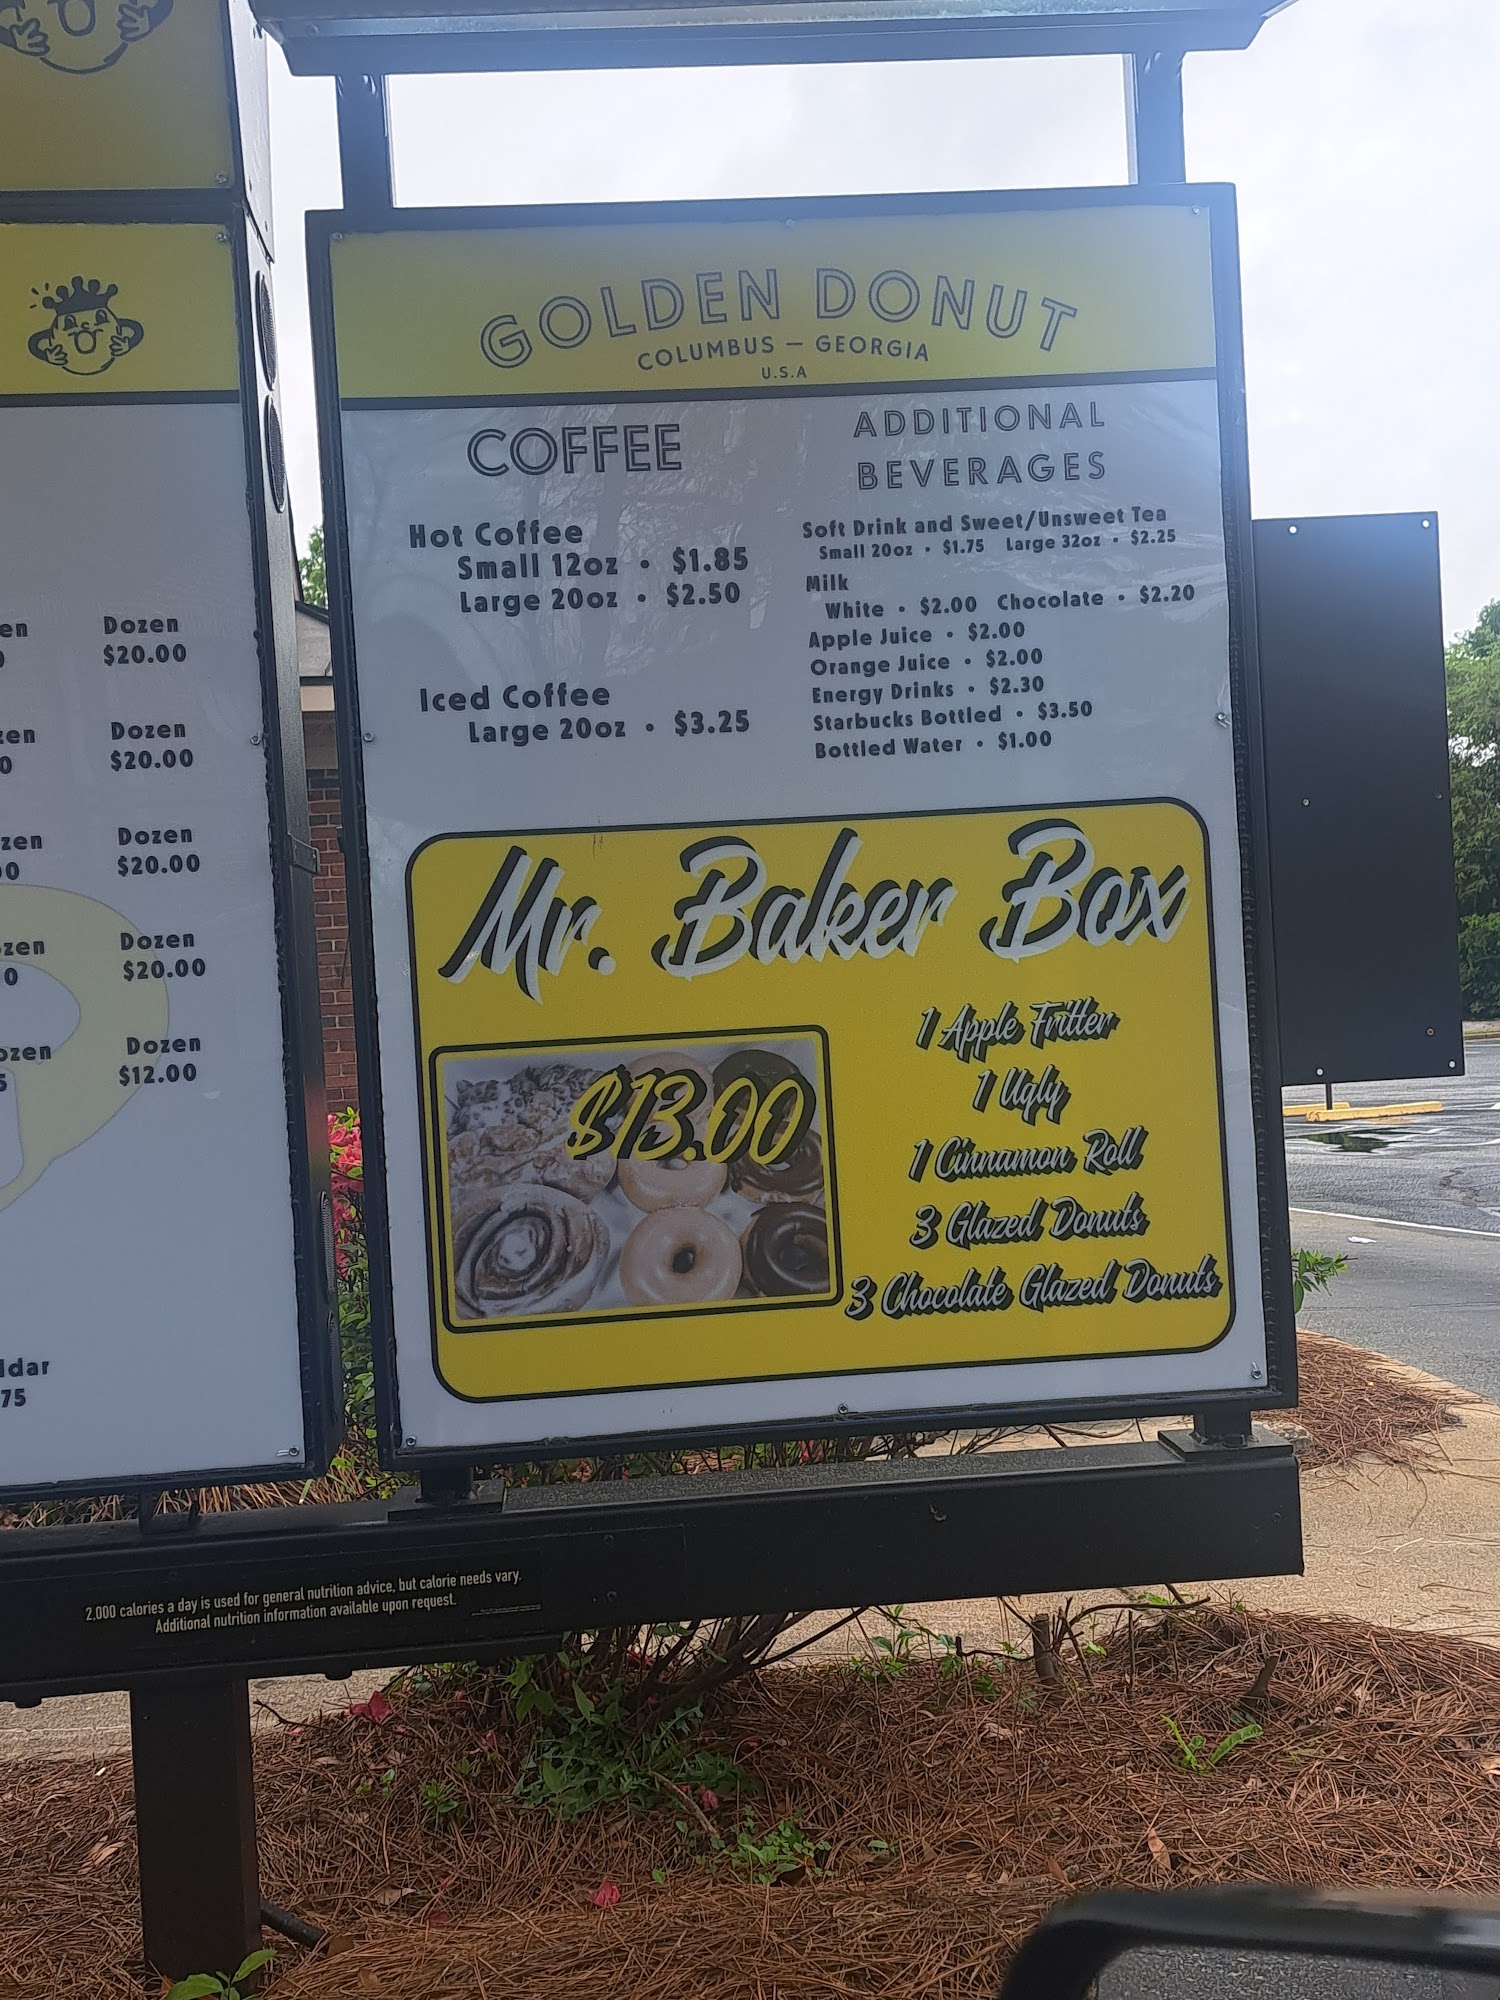 Dozen
$20.00
Dozen
$20.00
Dozen
$20.00
Dozen
$20.00
Dozen
$12.00
GOLDEN DONUT
COLUMBUS — GEORGIA
U.S.A
COFFEE
Hot Coffee
Small 12oz • $1.85
Large 20oz • $2.50
Iced Coffee
Large 20oz • $3.25
ADDITIONAL
BEVERAGES
Soft Drink and Sweet/Unsweet Tea
Small 20oz • $1.75 Large 32oz • $2.25
Milk
White • $2.00 Chocolate • $2.20
Apple Juice • $2.00
Orange Juice • $2.00
Energy Drinks • $2.30
Starbucks Bottled • $3.50
Bottled Water • $1.00
Mr. Baker Box
$13.00
1 Apple Fritter
1 Ugly
1 Cinnamon Roll
3 Glazed Donuts
3 Chocolate Glazed Donuts
2,000 calories a day is used for general nutrition advice, but calorie needs vary.
Additional nutrition information available upon request.